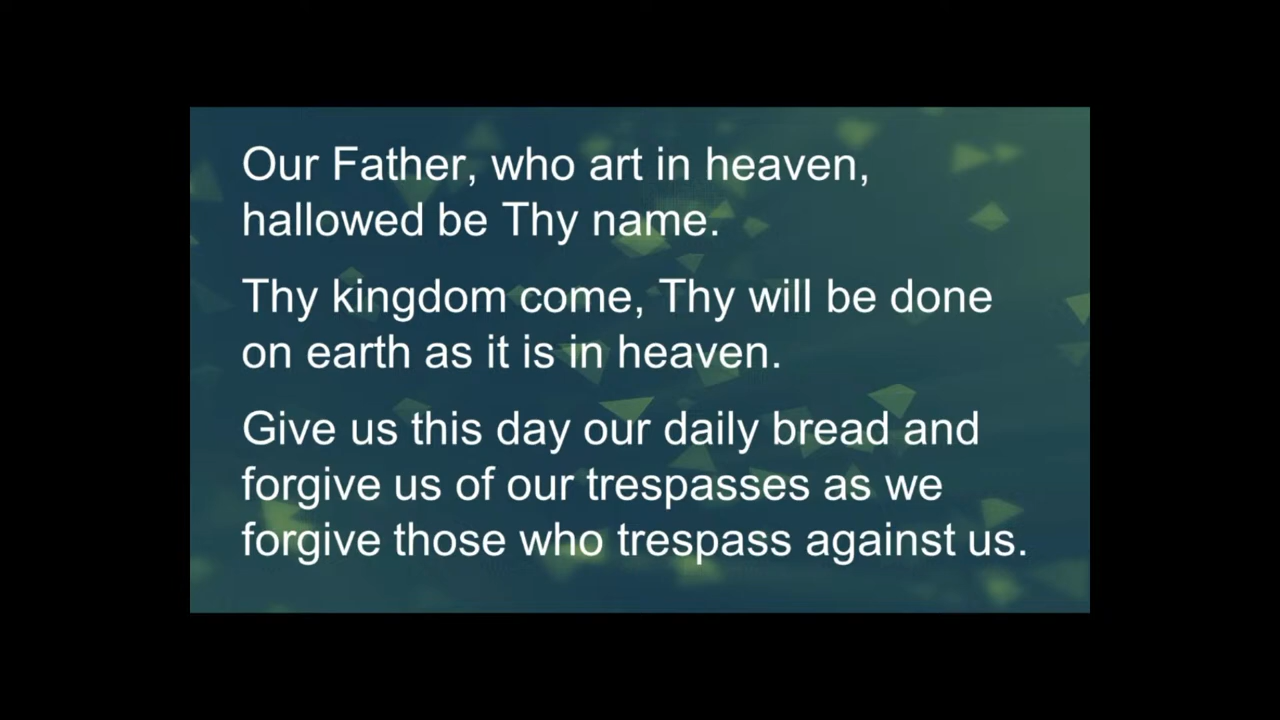 Our Father, who art in heaven,
hallowed be Thy name.
Thy kingdom come, Thy will be done
on earth as it is in heaven.
Give us this day our daily bread and
forgive us of our trespasses as we
forgive those who trespass against us.